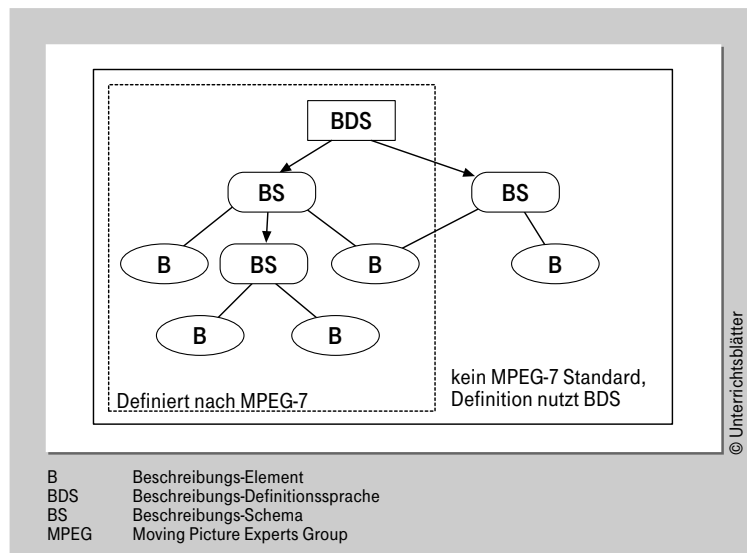 BDS
BS
BS
B
BS
B
B
B
B
Definiert nach MPEG-7
kein MPEG-7 Standard,
Definition nutzt BDS
© Unterrichtsblätter
B Beschreibungs-Element
BDS Beschreibungs-Definitionssprache
BS Beschreibungs-Schema
MPEG Moving Picture Experts Group